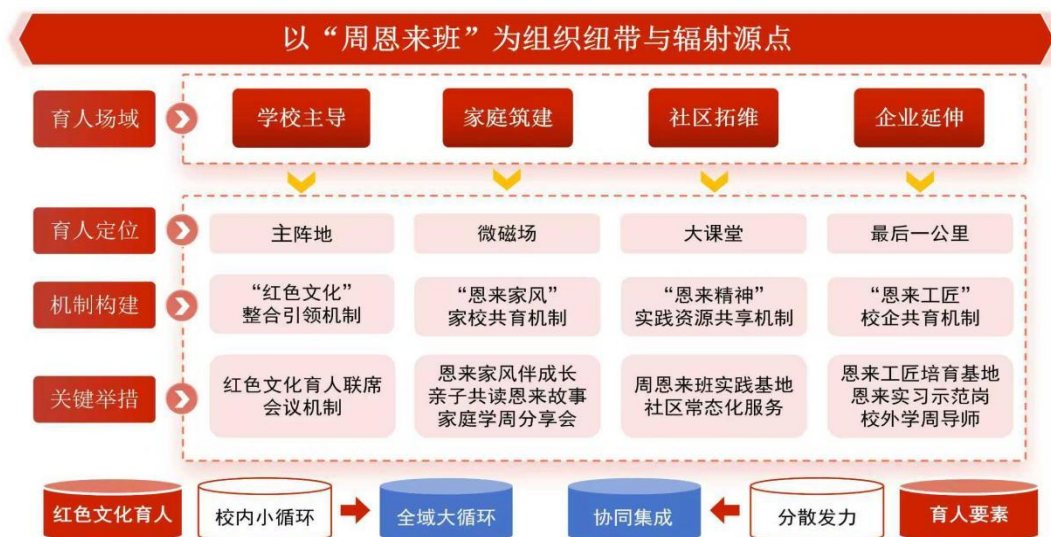 以“周恩来班”为组织纽带与辐射源点
育人场域
学校主导
家庭筑建
社区拓维
企业延伸
育人定位
主阵地
微磁场
大课堂
最后一公里
机制构建
“红色文化”
整合引领机制
“恩来家风”
家校共育机制
“恩来精神”
实践资源共享机制
“恩来工匠”
校企共育机制
关键举措
红色文化育人联席
会议机制
恩来家风伴成长
亲子共读恩来故事
家庭学周分享会
周恩来班实践基地
社区常态化服务
恩来工匠培育基地
恩来实习示范岗
校外学周导师
红色文化育人
校内小循环
全域大循环
协同集成
分散发力
育人要素